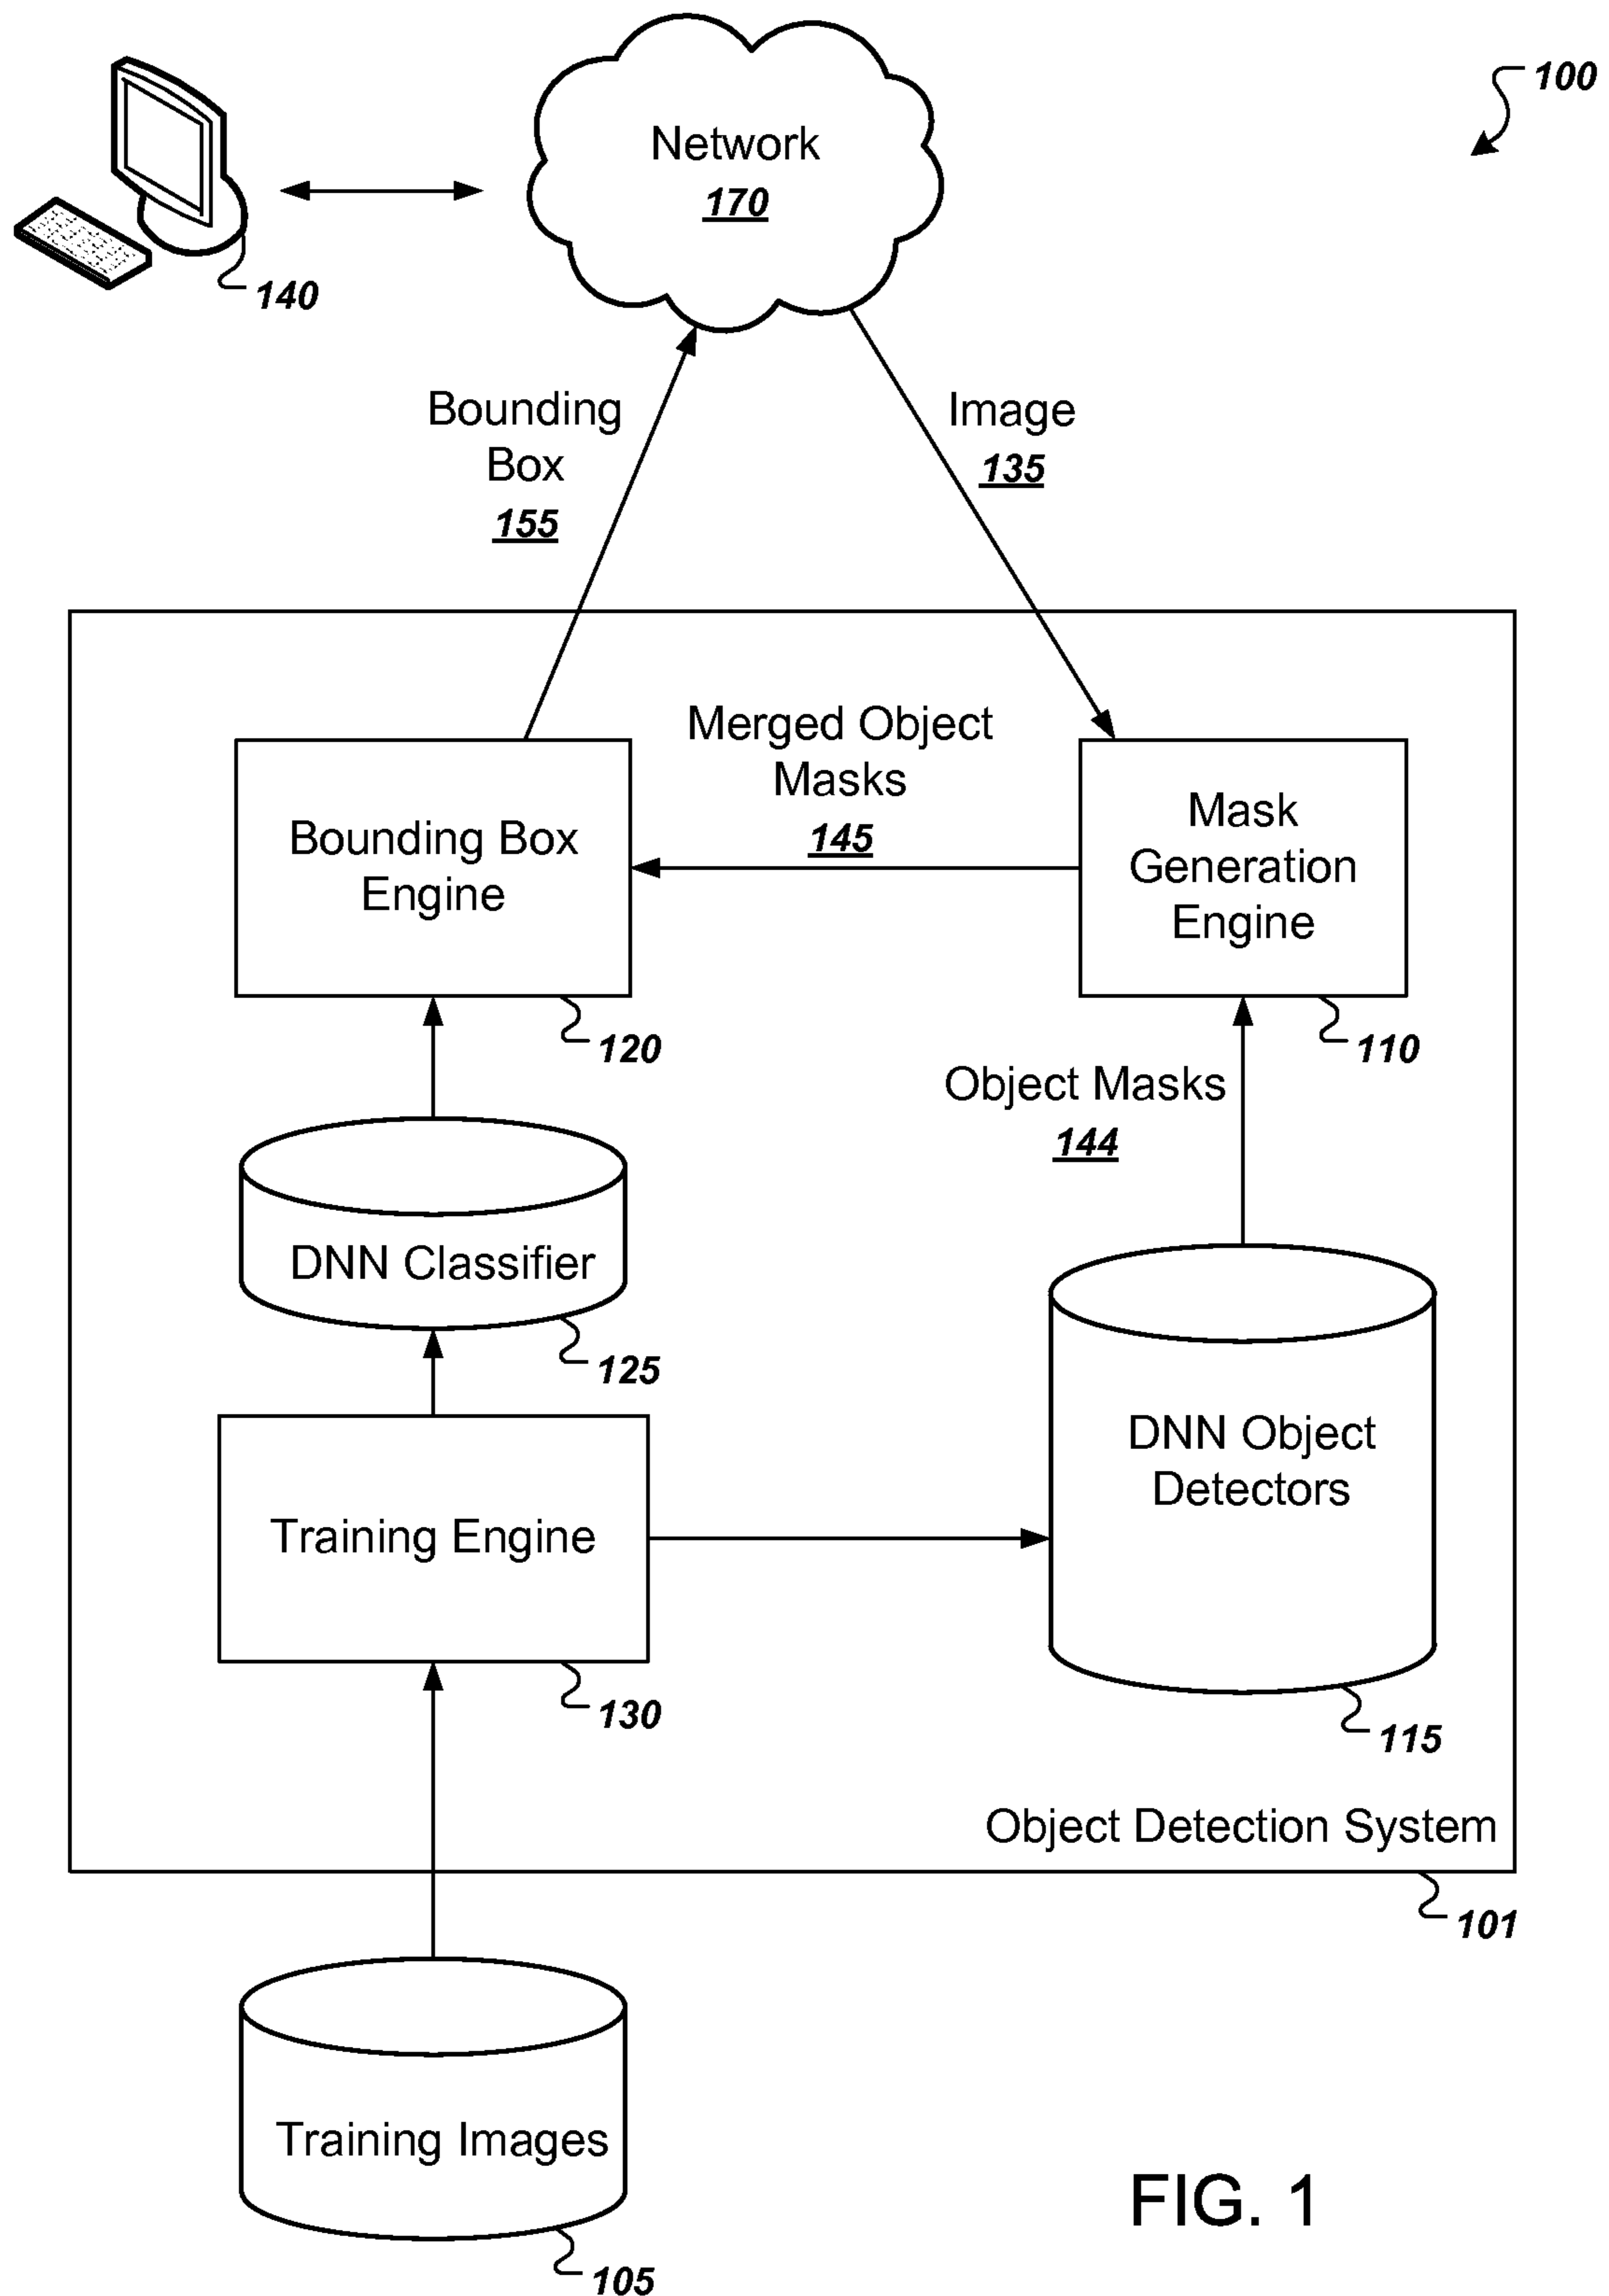 100
Network
170
140
Bounding
Box
155
Image
135
Merged Object
Masks
145
Bounding Box
Engine
120
Mask
Generation
Engine
110
Object Masks
144
DNN Classifier
125
DNN Object
Detectors
115
Training Engine
130
Object Detection System
101
Training Images
105
FIG. 1